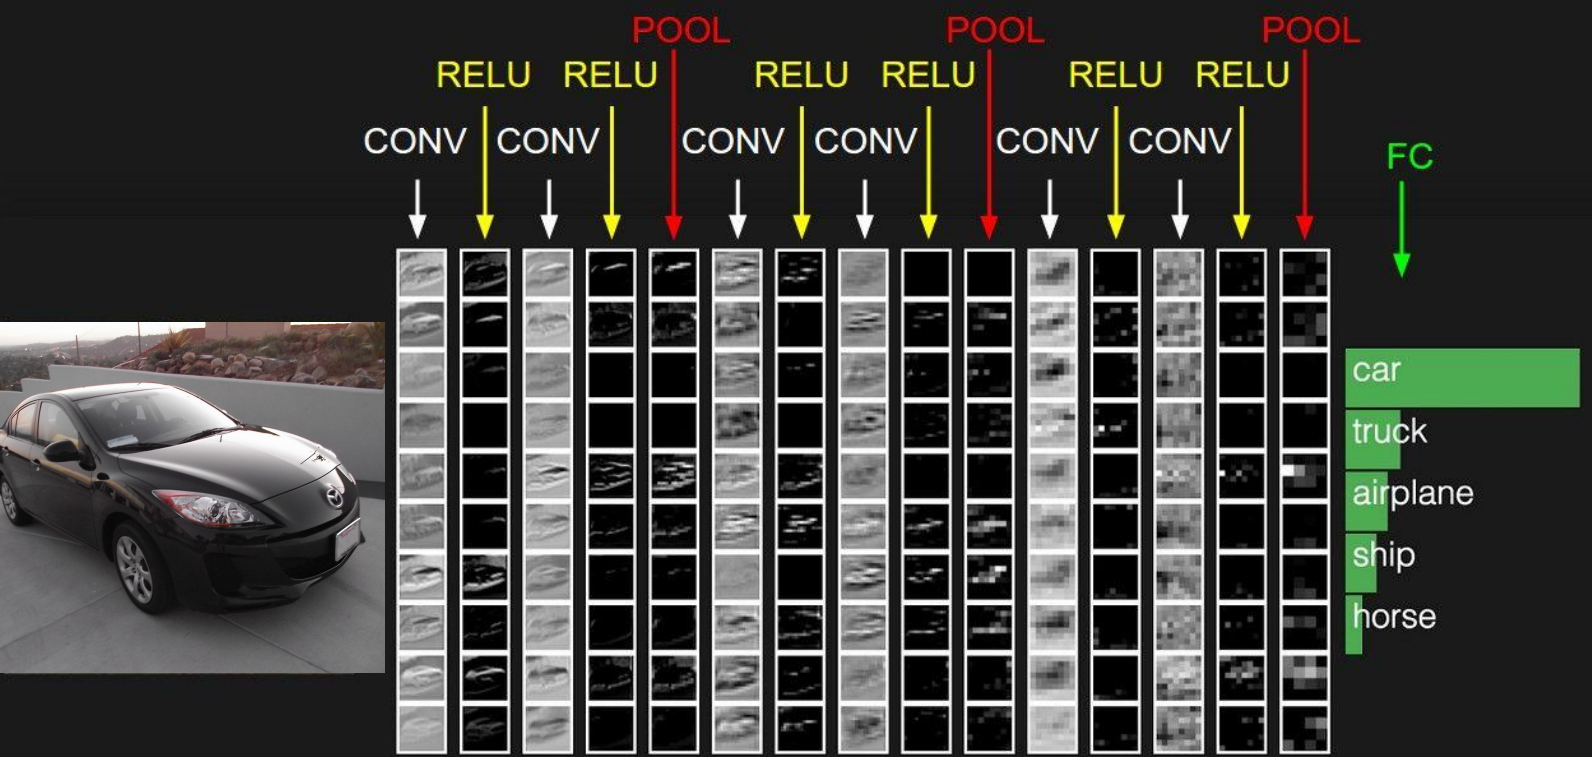 POOL POOL POOL
RELU RELU RELU RELU RELU RELU
CONV CONV CONV CONV CONV CONV
FC
car
truck
airplane
ship
horse